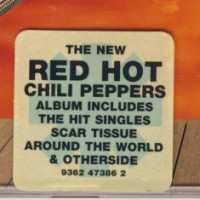 THE NEW
RED HOT
CHILI PEPPERS
ALBUM INCLUDES
THE HIT SINGLES
SCAR TISSUE
AROUND THE WORLD
& OTHERSIDE
9362 47386 2